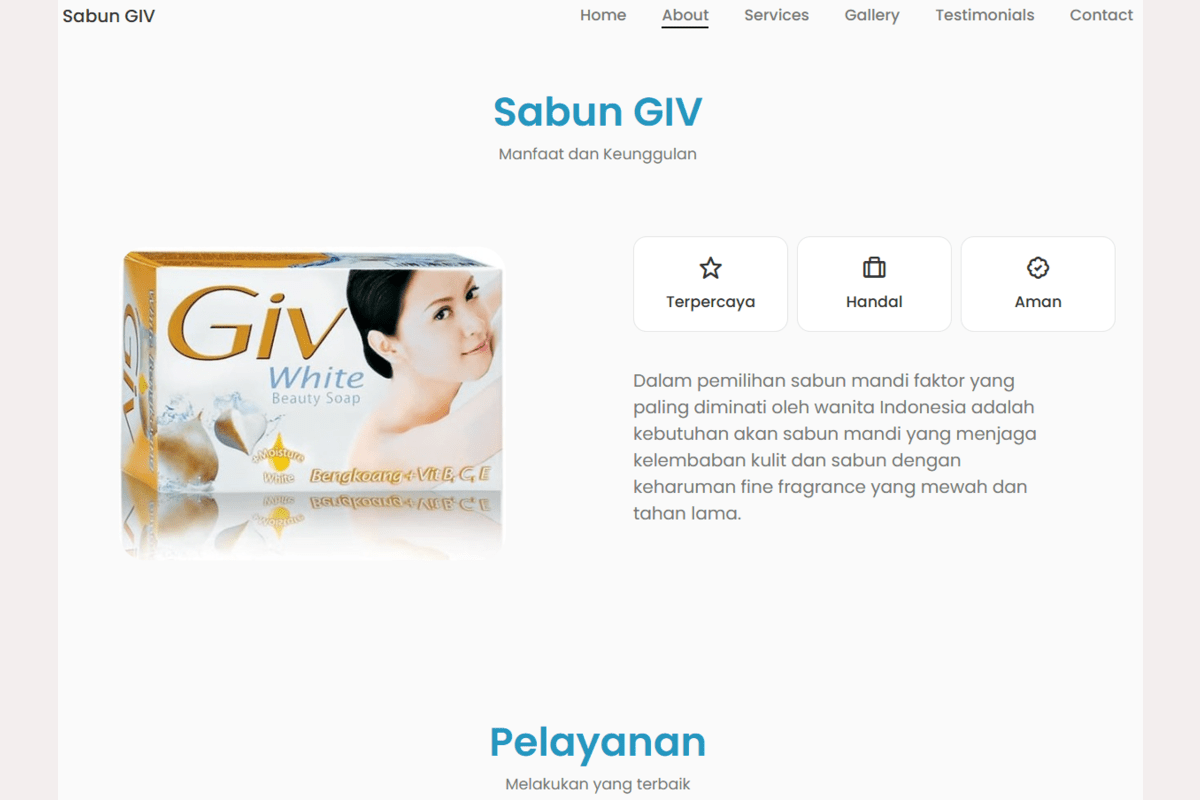 Sabun GIV
Home About Services Gallery Testimonials Contact
Sabun GIV
Manfaat dan Keunggulan
Giv
White
Beauty Soap
+Moisture
White
Bengkoang + Vit B, C, E
Terpercaya
Handal
Aman
Dalam pemilihan sabun mandi faktor yang
paling diminati oleh wanita Indonesia adalah
kebutuhan akan sabun mandi yang menjaga
kelembaban kulit dan sabun dengan
keharuman fine fragrance yang mewah dan
tahan lama.
Pelayanan
Melakukan yang terbaik